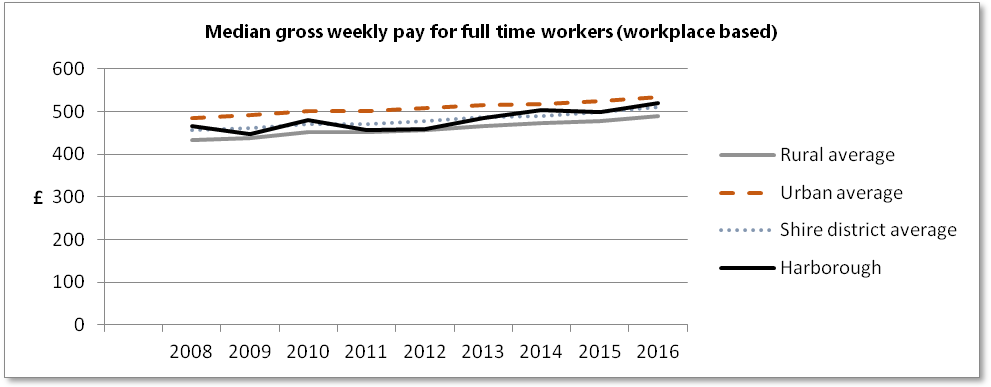 Median gross weekly pay for full time workers (workplace based)
600
500
400
£ 300
200
100
0
2008 2009 2010 2011 2012 2013 2014 2015 2016
Rural average
Urban average
Shire district average
Harborough